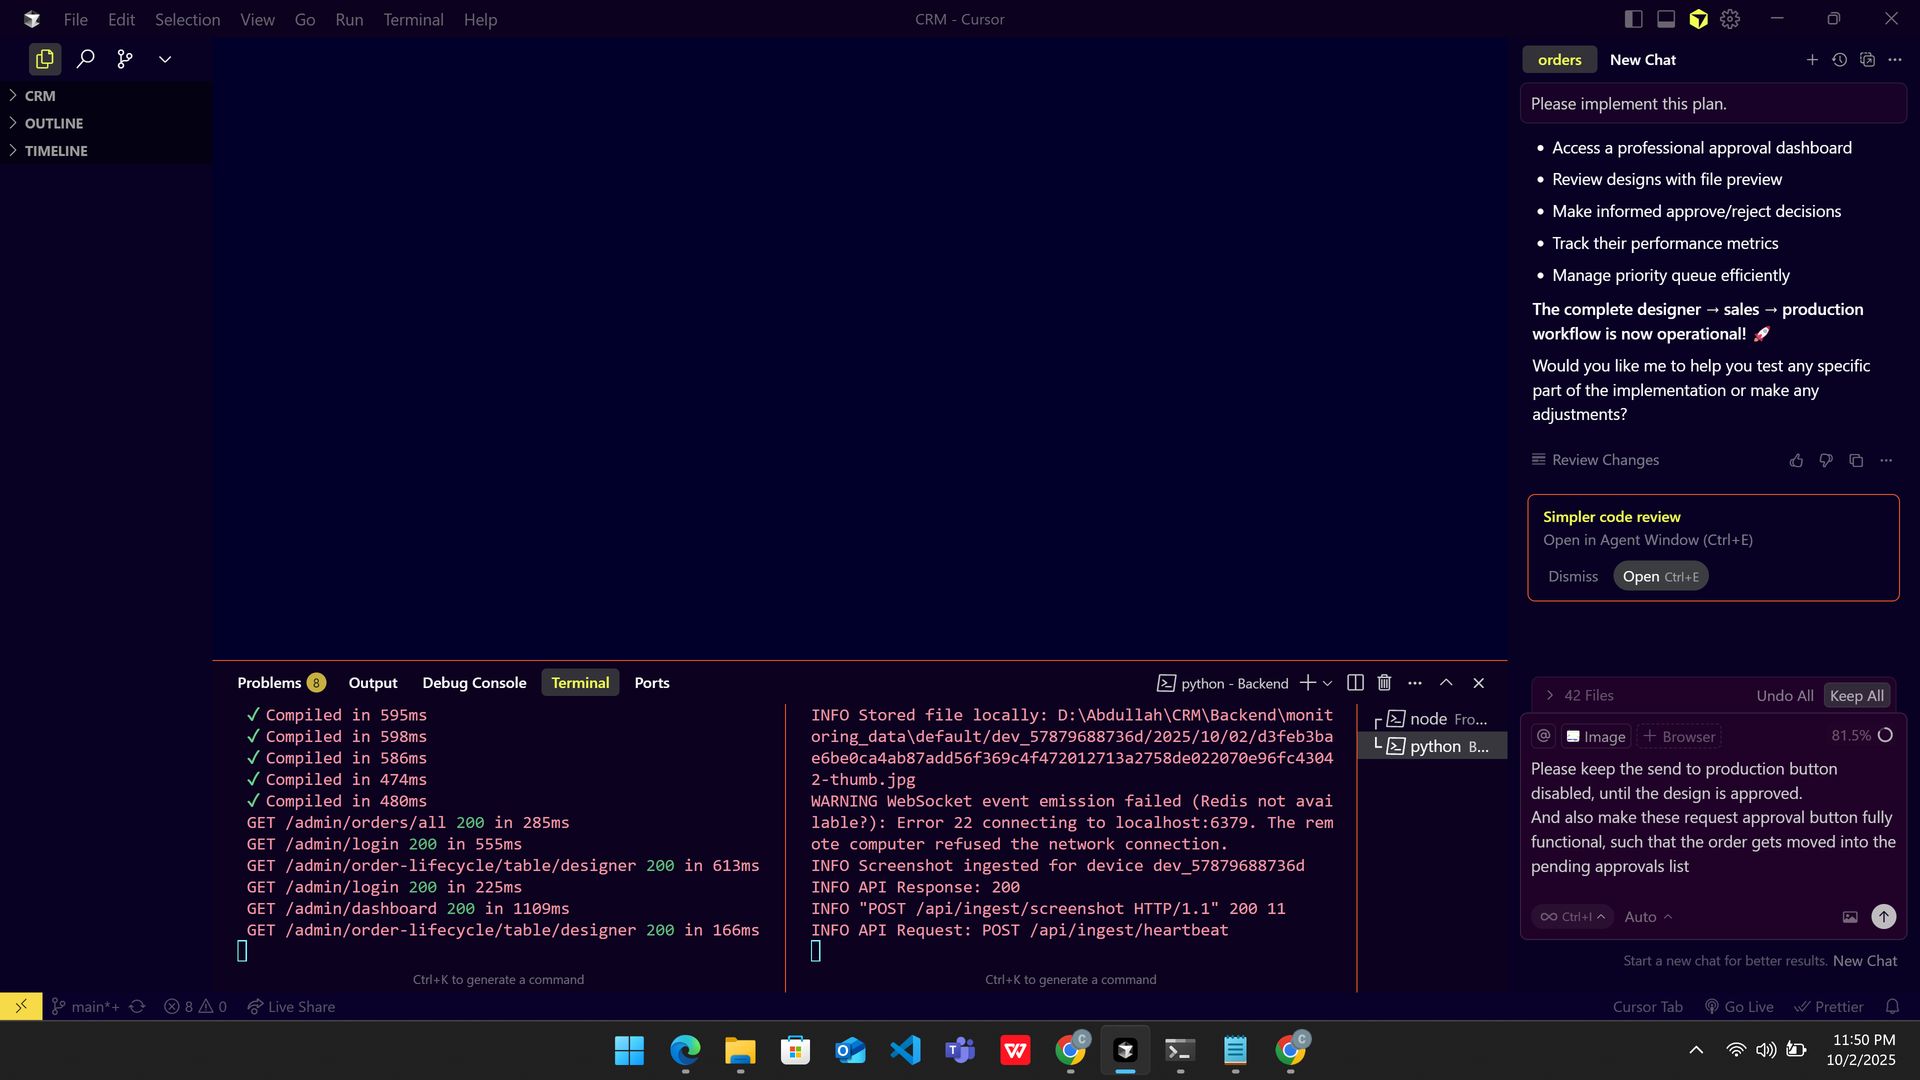 File Edit Selection View Go Run Terminal Help
CRM - Cursor
CRM
OUTLINE
TIMELINE
orders New Chat
Please implement this plan.
• Access a professional approval dashboard
• Review designs with file preview
• Make informed approve/reject decisions
• Track their performance metrics
• Manage priority queue efficiently
The complete designer → sales → production
workflow is now operational! 🚀
Would you like me to help you test any specific
part of the implementation or make any
adjustments?
Review Changes
Simpler code review
Open in Agent Window (Ctrl+E)
Dismiss Open Ctrl+E
42 Files Undo All Keep All
@ Image + Browser 81.5%
Please keep the send to production button
disabled, until the design is approved.
And also make these request approval button fully
functional, such that the order gets moved into the
pending approvals list
∞ Ctrl+I Auto
Start a new chat for better results. New Chat
Problems 8 Output Debug Console Terminal Ports
python - Backend
✓ Compiled in 595ms
✓ Compiled in 598ms
✓ Compiled in 586ms
✓ Compiled in 474ms
✓ Compiled in 480ms
GET /admin/orders/all 200 in 285ms
GET /admin/login 200 in 555ms
GET /admin/order-lifecycle/table/designer 200 in 613ms
GET /admin/login 200 in 225ms
GET /admin/dashboard 200 in 1109ms
GET /admin/order-lifecycle/table/designer 200 in 166ms
Ctrl+K to generate a command
INFO Stored file locally: D:\Abdullah\CRM\Backend\monit
oring_data\default/dev_57879688736d/2025/10/02/d3feb3ba
e6be0ca4ab87add56f369c4f472012713a2758de022070e96fc4304
2-thumb.jpg
WARNING WebSocket event emission failed (Redis not avai
lable?): Error 22 connecting to localhost:6379. The rem
ote computer refused the network connection.
INFO Screenshot ingested for device dev_57879688736d
INFO API Response: 200
INFO "POST /api/ingest/screenshot HTTP/1.1" 200 11
INFO API Request: POST /api/ingest/heartbeat
Ctrl+K to generate a command
node Fro...
python B...
main*+ 8 0 Live Share
Cursor Tab Go Live Prettier
11:50 PM
10/2/2025